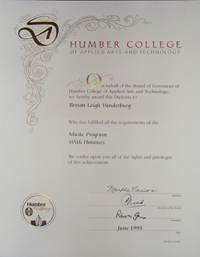 HUMBER COLLEGE
OF APPLIED ARTS AND TECHNOLOGY
On behalf of the Board of Governors of
Humber College of Applied Arts and Technology,
we hereby award this Diploma to
Breton Leigh Vanderburg
Who has fulfilled all the requirements of the
Music Program
With Honours
We confer upon you all of the rights and privileges
of this achievement.
June 1995
Humber
College